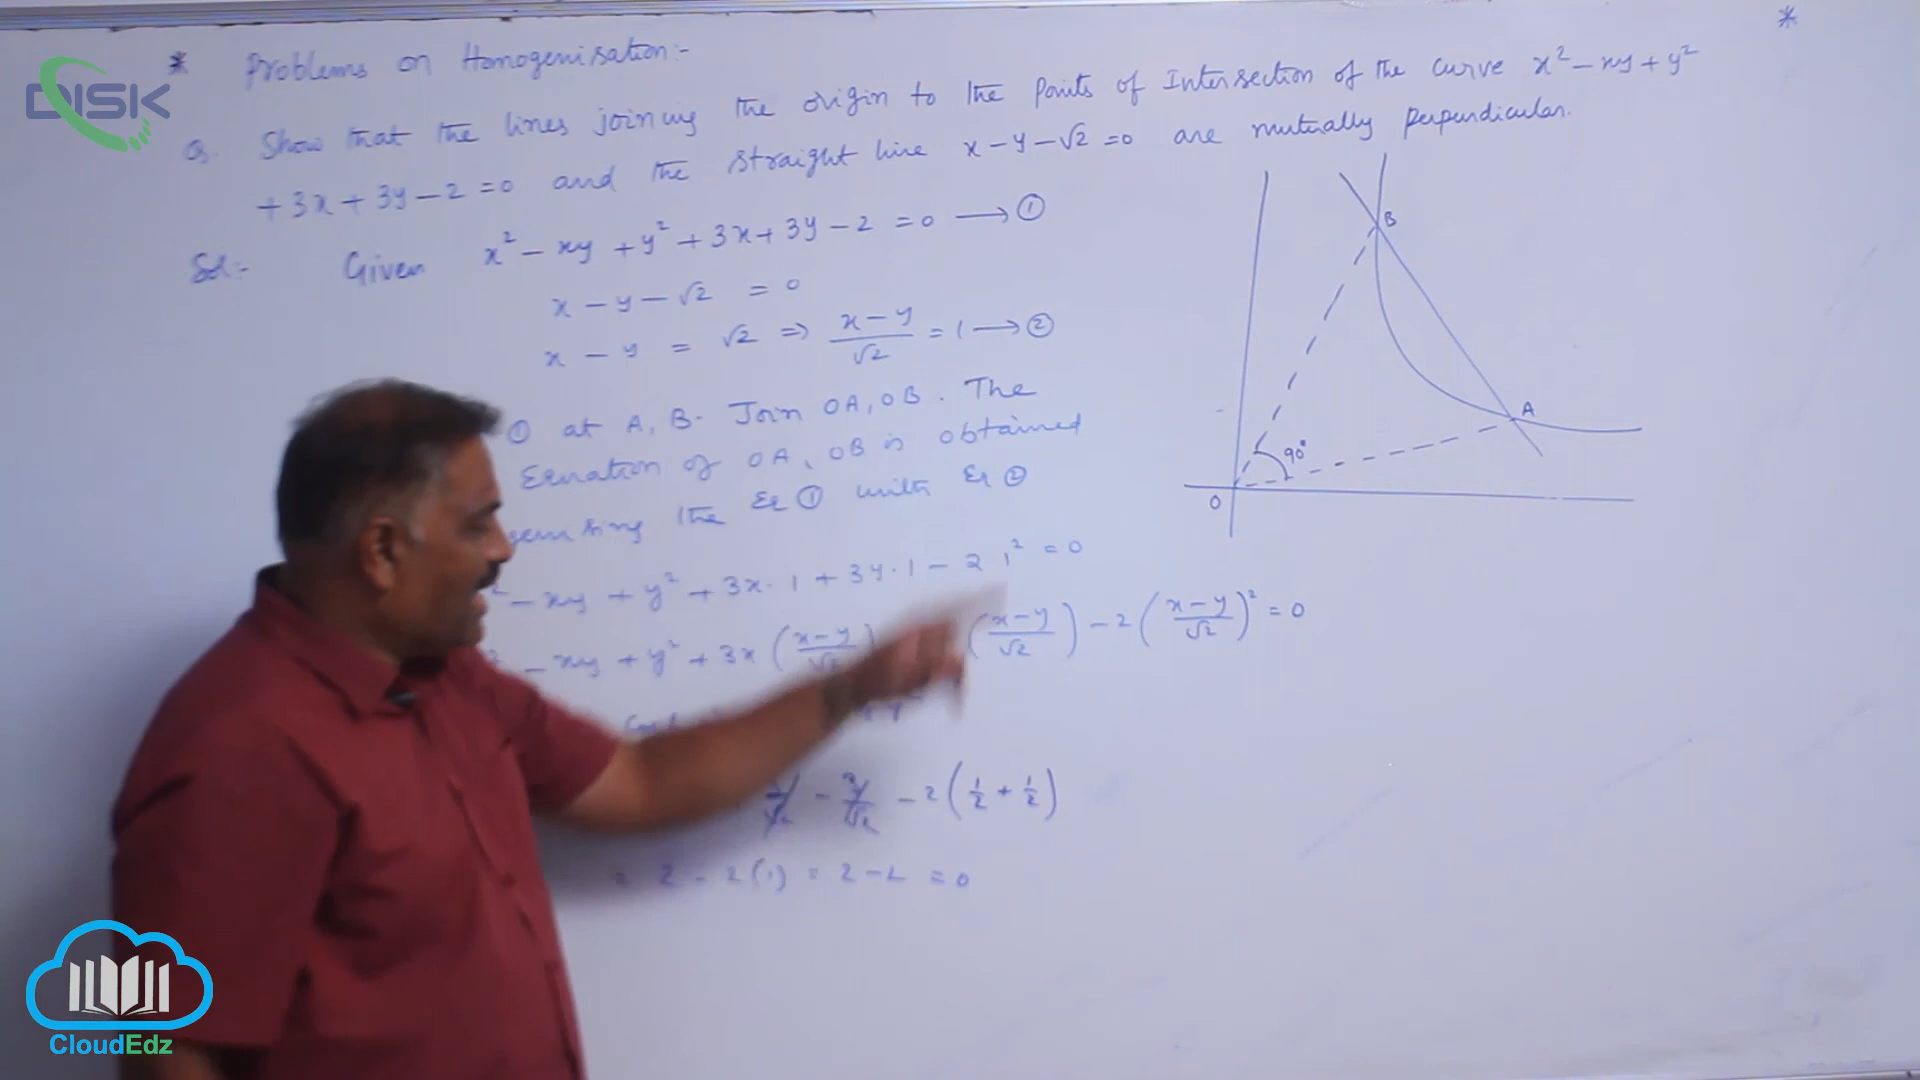 DISK
* Problems on Homogenisation:- *
Q. Show that the lines joining the origin to the points of Intersection of the curve x² - xy + y²
+ 3x + 3y - 2 = 0 and the straight line x - y - √2 = 0 are mutually perpendicular.
Sol:- Given x² - xy + y² + 3x + 3y - 2 = 0 → ①
x - y - √2 = 0
x - y = √2 ⇒ (x - y)/√2 = 1 → ②
① at A, B. Join OA, OB. The
Equation of OA, OB is obtained
the Eq ① with Eq ②
² - xy + y² + 3x·1 + 3y·1 - 2 1² = 0
- xy + y² + 3x ((x-y)/√2) ((x-y)/√2) - 2 ((x-y)/√2)² = 0
- 2 (1/2 + 1/2)
= 2 - 2(1) = 2 - 2 = 0
B
A
90°
O
CloudEdz